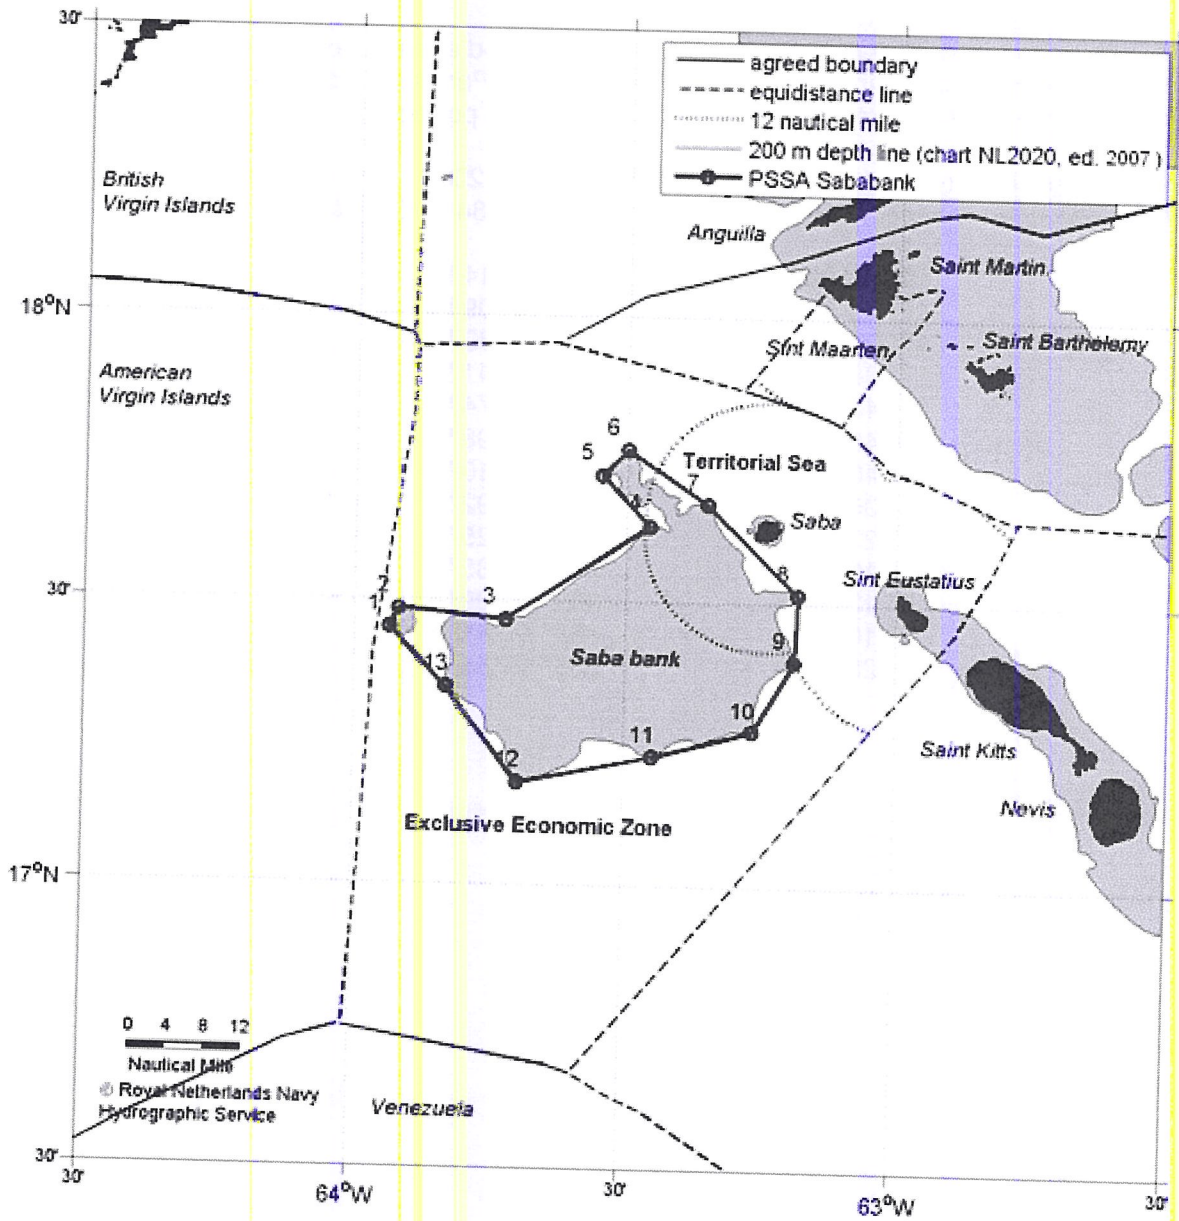 30'
agreed boundary
equidistance line
12 nautical mile
200 m depth line (chart NL2020, ed. 2007)
PSSA Sababank
British
Virgin Islands
Anguilla
Saint Martin
18°N
Sint Maarten
Saint Barthelemy
American
Virgin Islands
6
5
Territorial Sea
7
4
Saba
30'
2
1
3
8
Sint Eustatius
9
13
Saba bank
10
11
12
Saint Kitts
Nevis
Exclusive Economic Zone
17°N
0 4 8 12
Nautical Mile
© Royal Netherlands Navy
Hydrographic Service
Venezuela
30'
30'
64°W
30'
63°W
30'